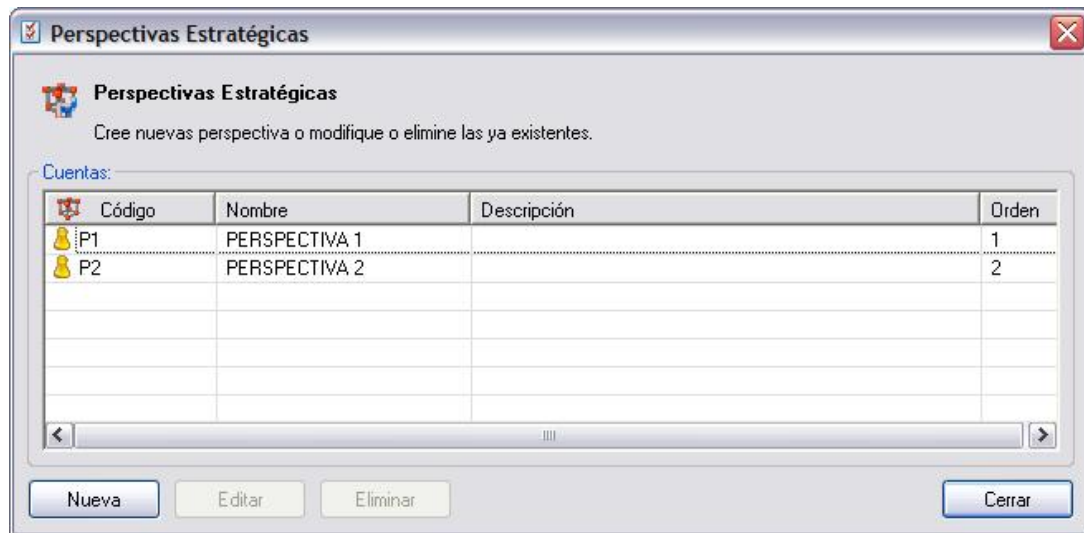 Perspectivas Estratégicas
Perspectivas Estratégicas
Cree nuevas perspectiva o modifique o elimine las ya existentes.
Cuentas:
Código Nombre Descripción Orden
P1 PERSPECTIVA 1 1
P2 PERSPECTIVA 2 2
Nueva Editar Eliminar Cerrar